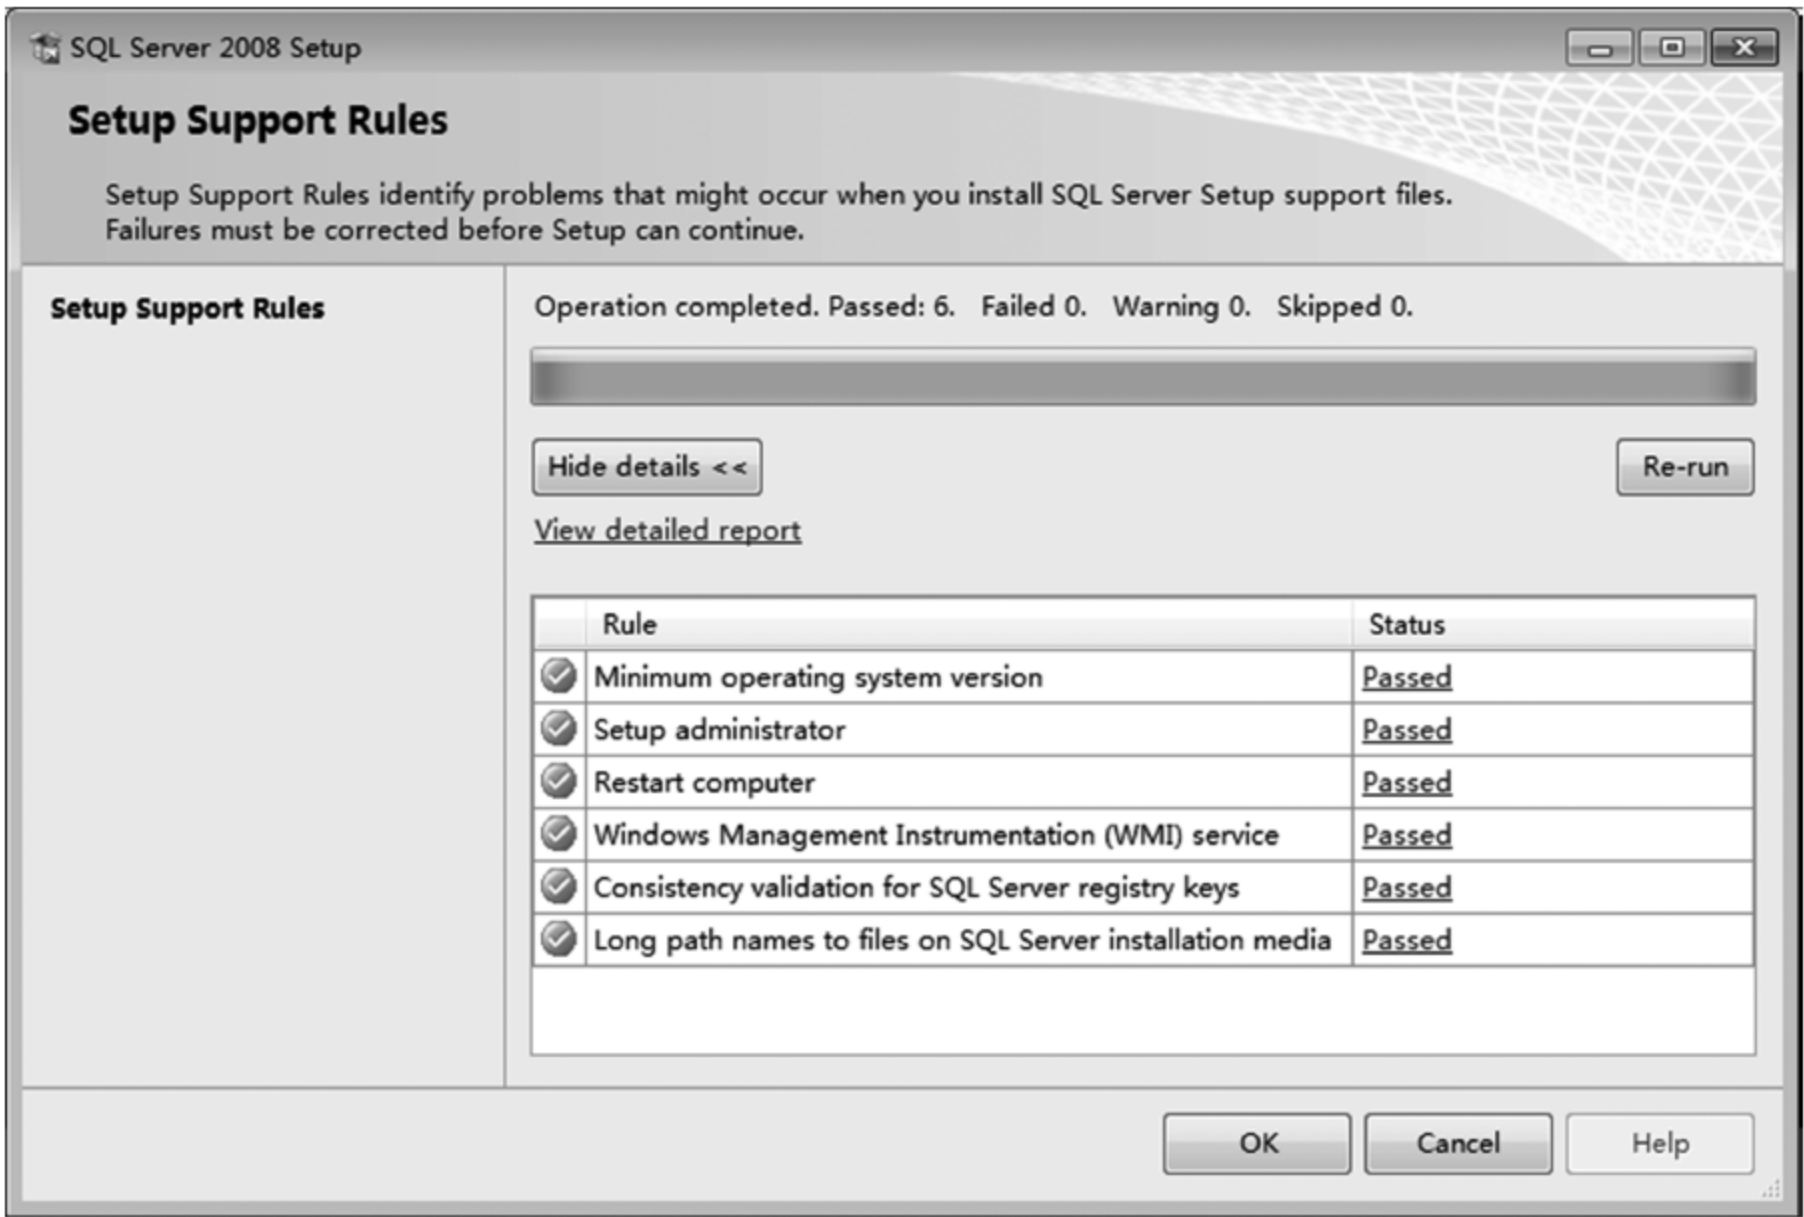 SQL Server 2008 Setup
Setup Support Rules
Setup Support Rules identify problems that might occur when you install SQL Server Setup support files.
Failures must be corrected before Setup can continue.
Setup Support Rules
Operation completed. Passed: 6. Failed 0. Warning 0. Skipped 0.
Hide details <<
Re-run
View detailed report
Rule Status
Minimum operating system version Passed
Setup administrator Passed
Restart computer Passed
Windows Management Instrumentation (WMI) service Passed
Consistency validation for SQL Server registry keys Passed
Long path names to files on SQL Server installation media Passed
OK Cancel Help